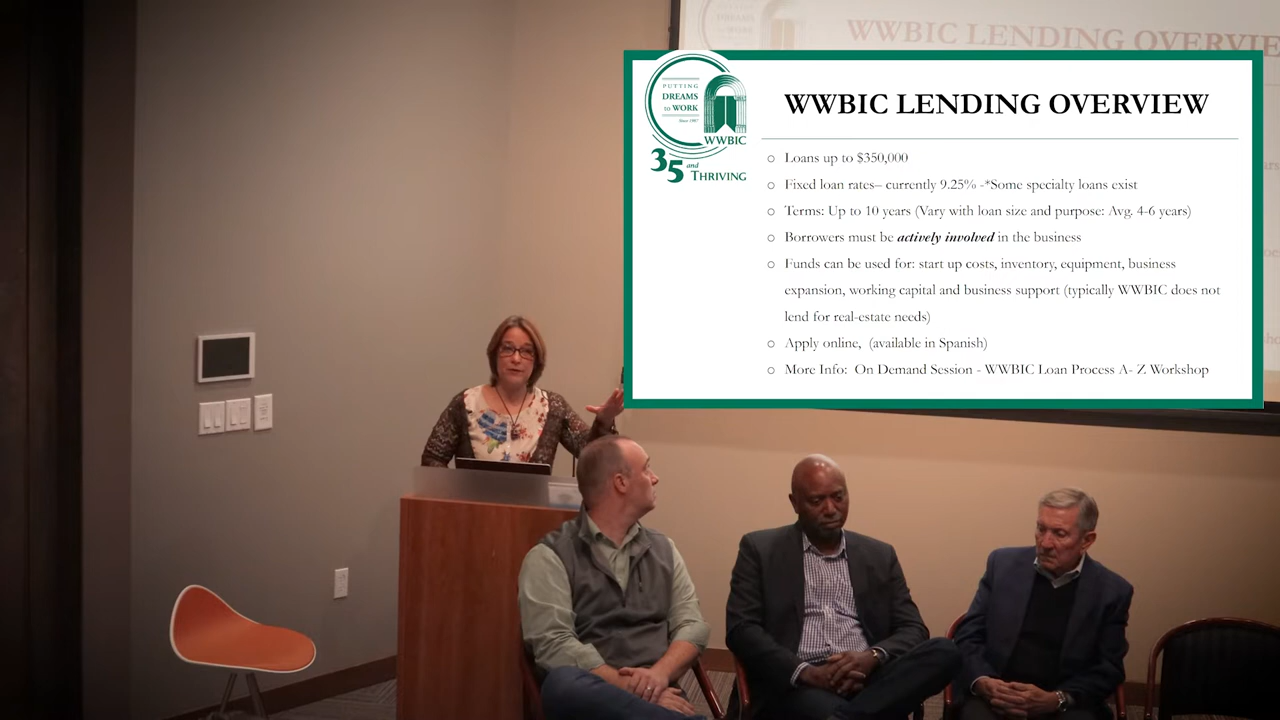 WWBIC LENDING OVERVIE
PUTTING
DREAMS
to WORK
Since 1987
WWBIC
35 and THRIVING
WWBIC LENDING OVERVIEW
○ Loans up to $350,000
○ Fixed loan rates– currently 9.25% -*Some specialty loans exist
○ Terms: Up to 10 years (Vary with loan size and purpose: Avg. 4-6 years)
○ Borrowers must be actively involved in the business
○ Funds can be used for: start up costs, inventory, equipment, business
expansion, working capital and business support (typically WWBIC does not
lend for real-estate needs)
○ Apply online, (available in Spanish)
○ More Info: On Demand Session - WWBIC Loan Process A- Z Workshop